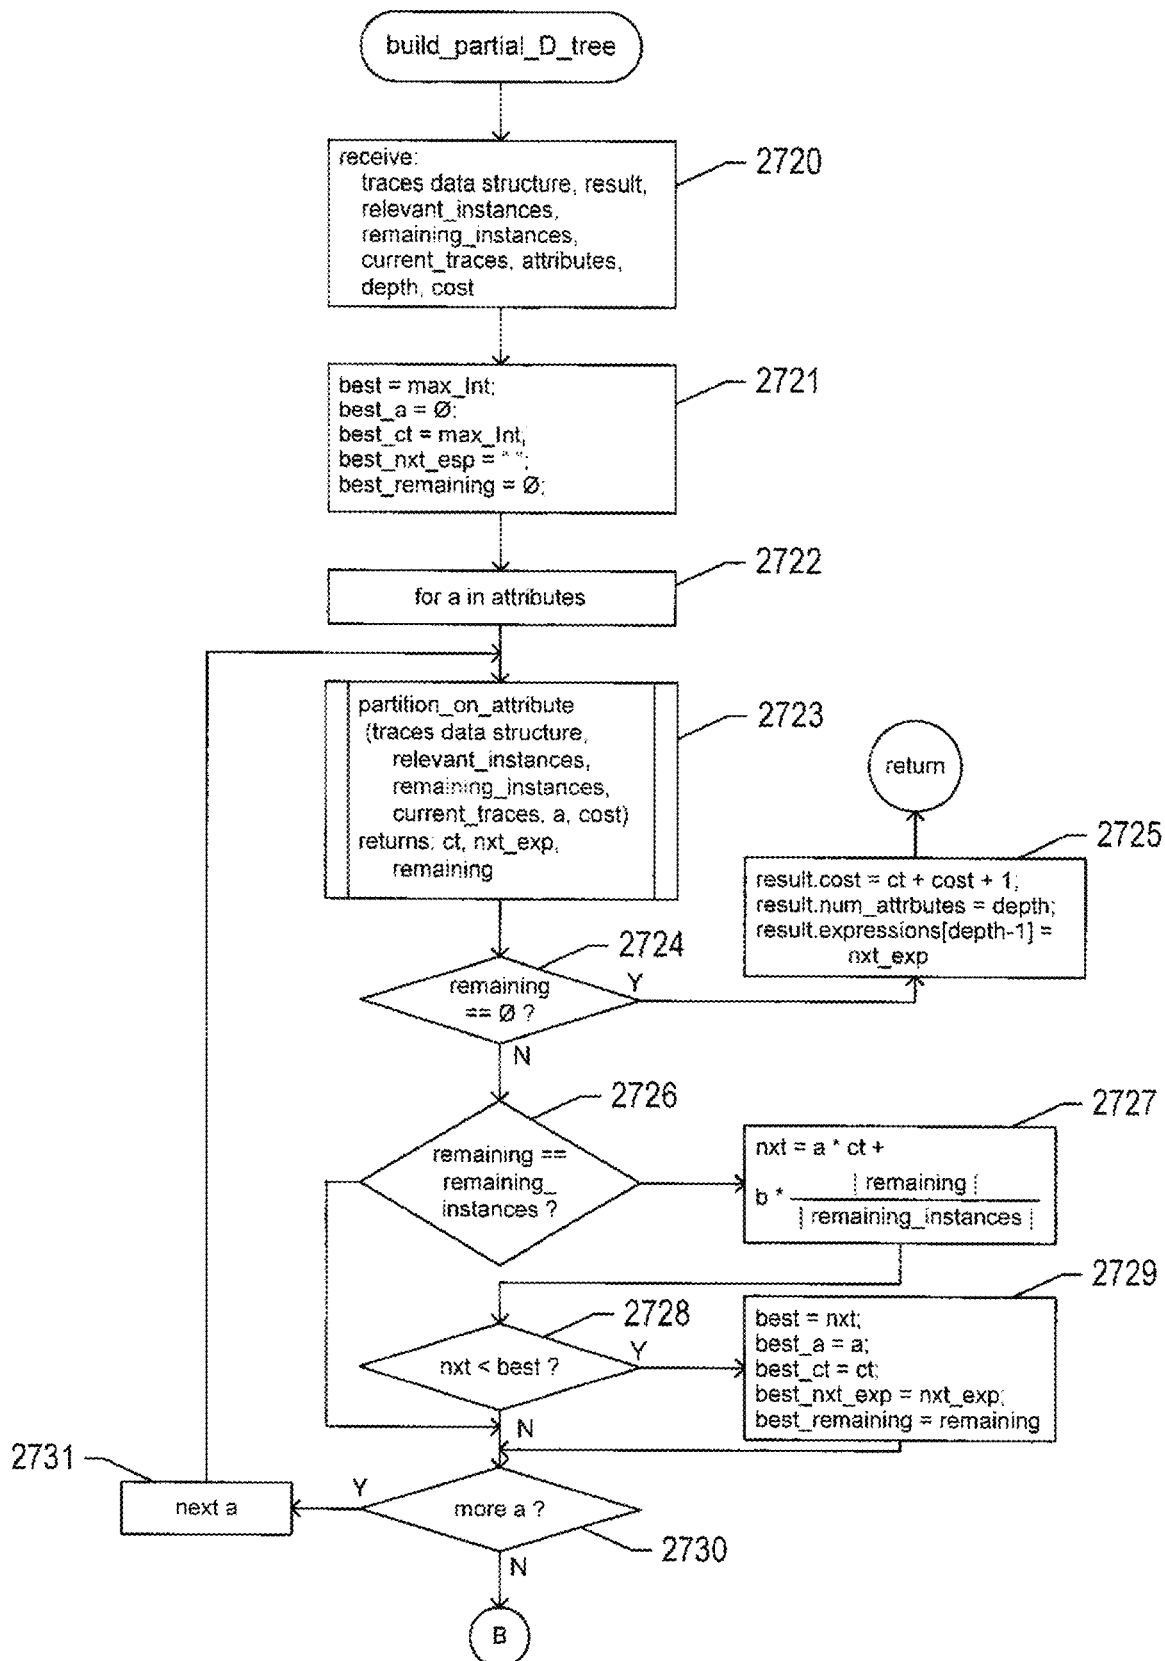 build_partial_D_tree
2720
receive:
traces data structure, result,
relevant_instances,
remaining_instances,
current_traces, attributes,
depth, cost
2721
best = max_Int;
best_a = Ø;
best_ct = max_Int;
best_nxt_esp = " ";
best_remaining = Ø;
2722
for a in attributes
2723
partition_on_attribute
(traces data structure,
relevant_instances,
remaining_instances,
current_traces, a, cost)
returns: ct, nxt_exp,
remaining
return
2725
result.cost = ct + cost + 1;
result.num_attrbutes = depth;
result.expressions[depth-1] =
nxt_exp
2724
remaining
== Ø ?
Y
N
2726
remaining ==
remaining_
instances ?
2727
nxt = a * ct +
b * | remaining |
| remaining_instances |
2728
nxt < best ?
Y
N
2729
best = nxt;
best_a = a;
best_ct = ct;
best_nxt_exp = nxt_exp;
best_remaining = remaining
2731
next a
Y
more a ?
2730
N
B